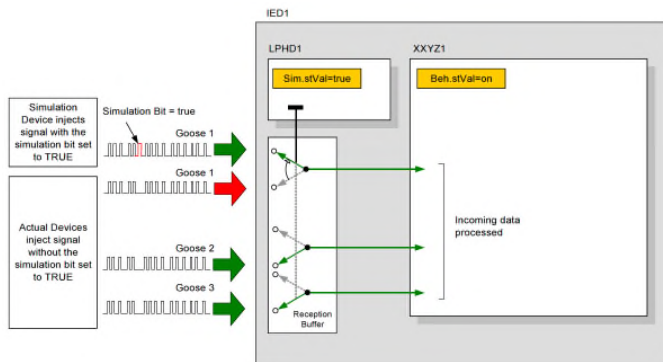 IED1
LPHD1
XXYZ1
Sim.stVal=true
Beh.stVal=on
Simulation
Device injects
signal with the
simulation bit set
to TRUE
Simulation Bit = true
Goose 1
Goose 1
Actual Devices
inject signal
without the
simulation bit set
to TRUE
Goose 2
Goose 3
Incoming data
processed
Reception
Buffer